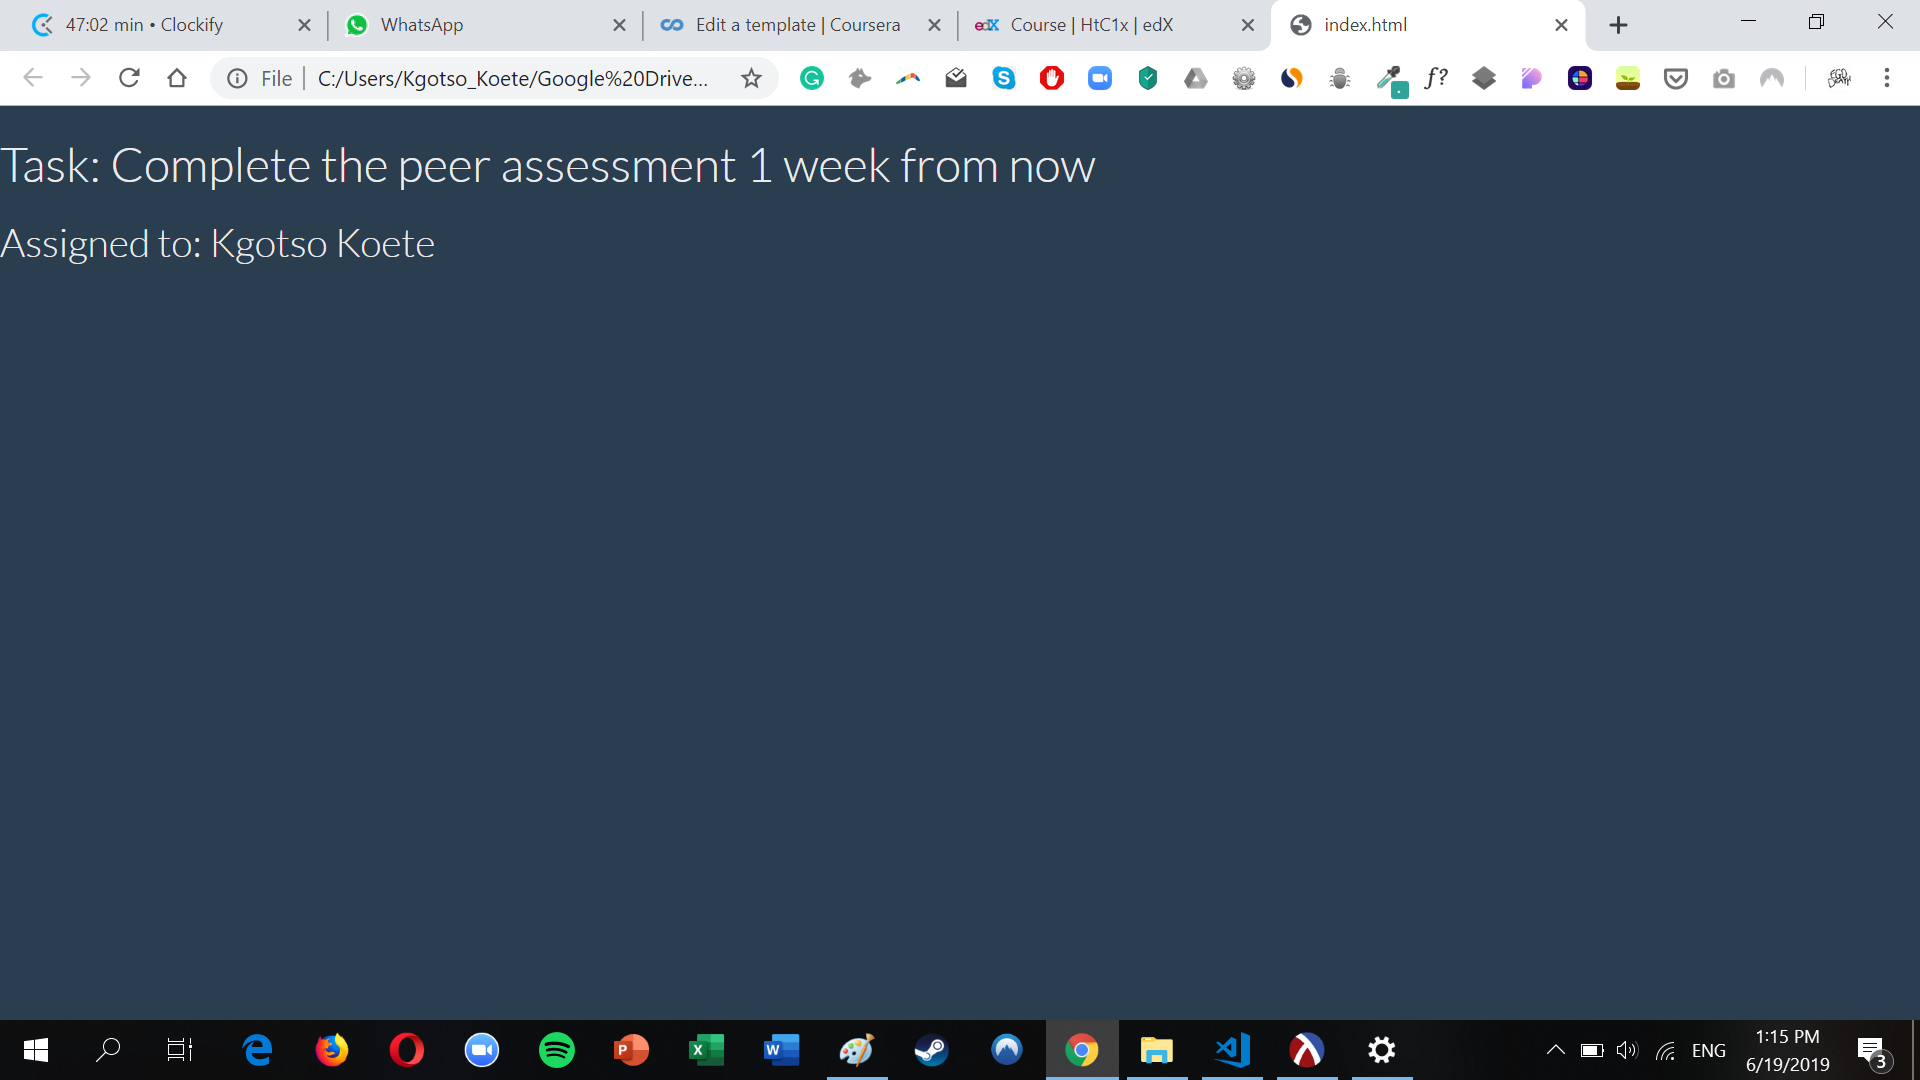 47:02 min • Clockify
WhatsApp
Edit a template | Coursera
edX Course | HtC1x | edX
index.html
File
C:/Users/Kgotso_Koete/Google%20Drive...
f?
Task: Complete the peer assessment 1 week from now
Assigned to: Kgotso Koete
ENG
1:15 PM
6/19/2019
3